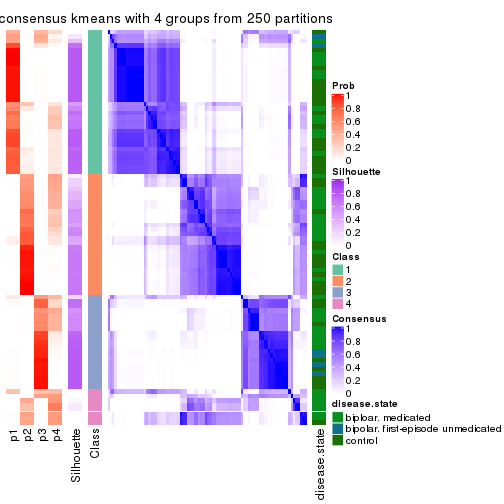 consensus kmeans with 4 groups from 250 partitions
Prob
1
0.8
0.6
0.4
0.2
0
Silhouette
1
0.8
0.6
0.4
0.2
0
Class
1
2
3
4
Consensus
1
0.8
0.6
0.4
0.2
0
disease.state
bipolar, medicated
bipolar, first-episode unmedicated
control
p1
p2
p3
p4
Silhouette
Class
disease.state